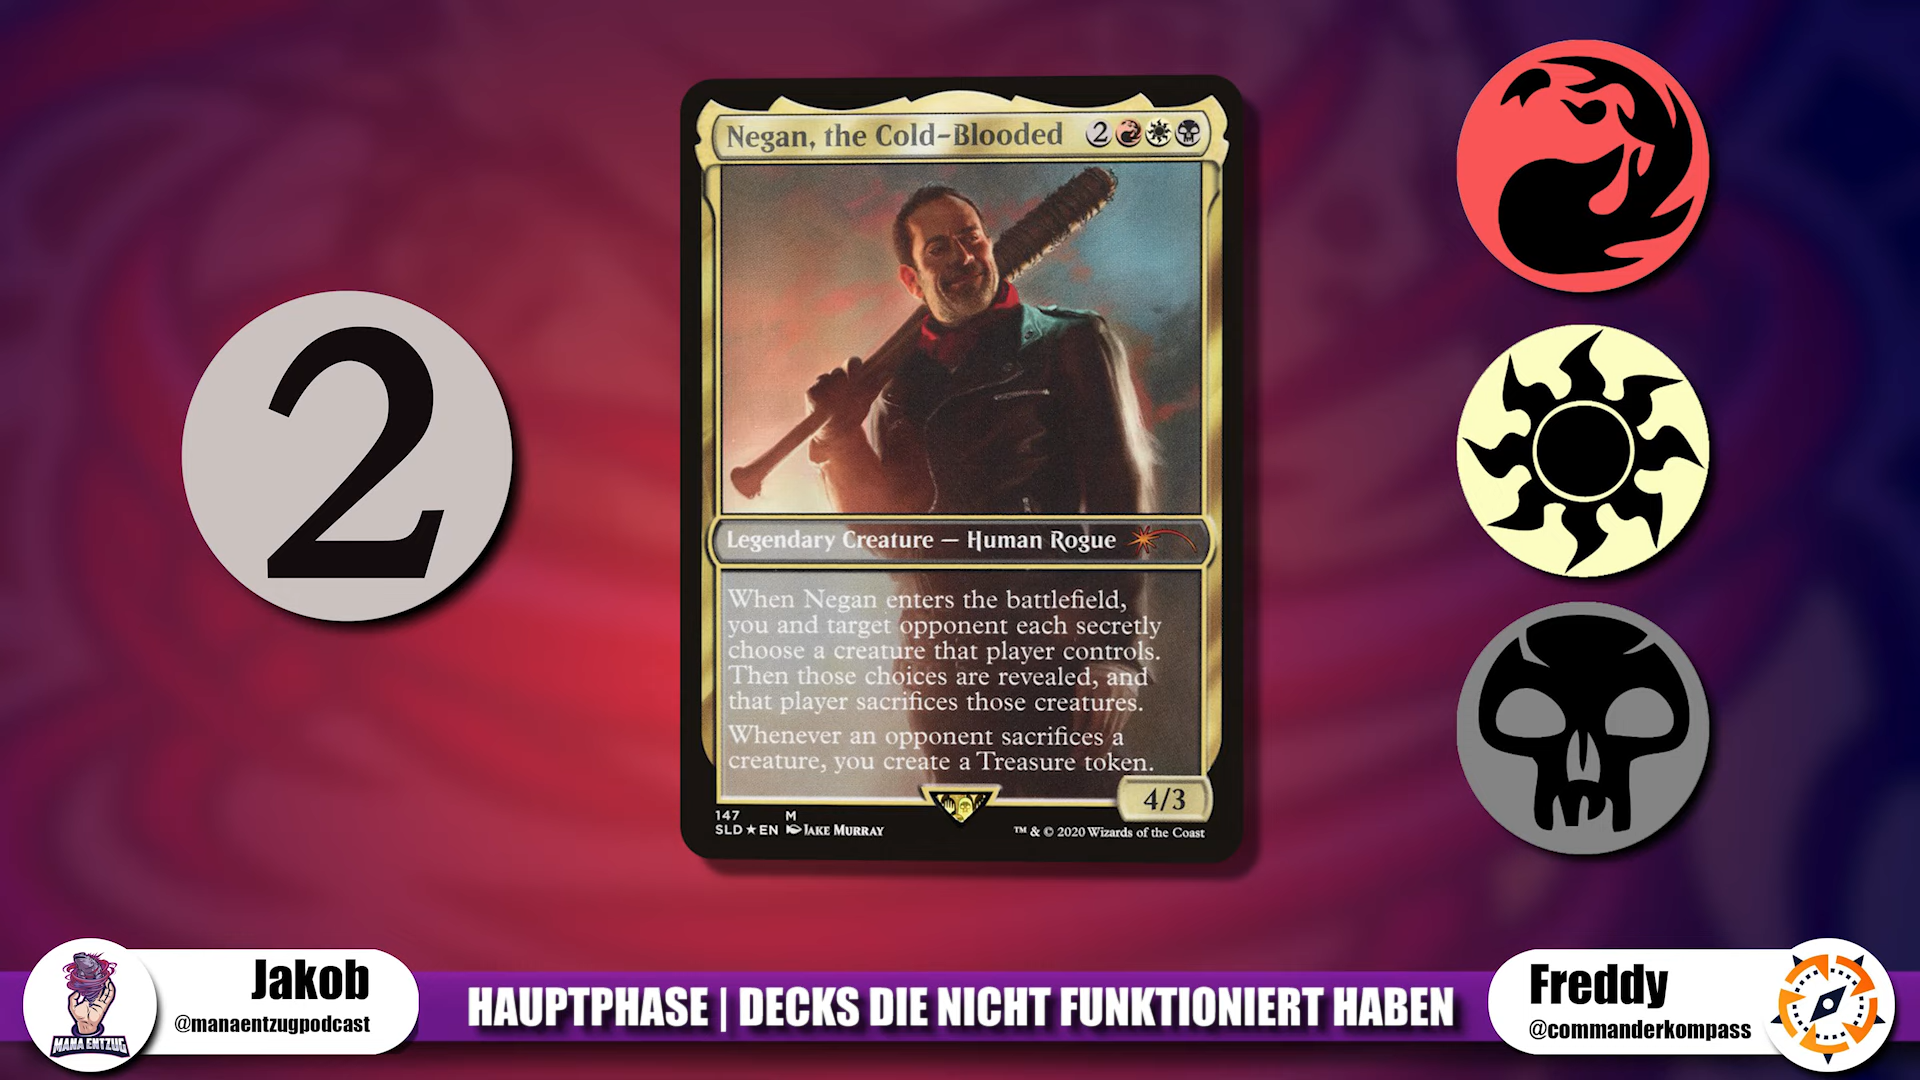 2
Negan, the Cold-Blooded 2
Legendary Creature — Human Rogue
When Negan enters the battlefield,
you and target opponent each secretly
choose a creature that player controls.
Then those choices are revealed, and
that player sacrifices those creatures.
Whenever an opponent sacrifices a
creature, you create a Treasure token.
4/3
147 M
SLD ★ EN JAKE MURRAY
™ & © 2020 Wizards of the Coast
MANA ENTZUG
Jakob
@manaentzugpodcast
HAUPTPHASE | DECKS DIE NICHT FUNKTIONIERT HABEN
Freddy
@commanderkompass